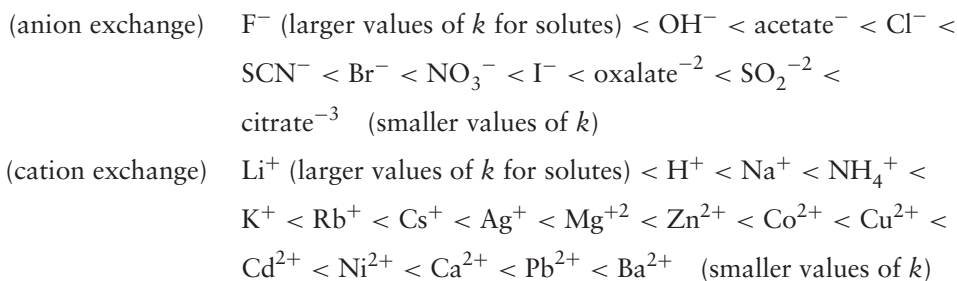 (anion exchange) F⁻ (larger values of k for solutes) < OH⁻ < acetate⁻ < Cl⁻ <
SCN⁻ < Br⁻ < NO₃⁻ < I⁻ < oxalate⁻² < SO₂⁻² <
citrate⁻³ (smaller values of k)
(cation exchange) Li⁺ (larger values of k for solutes) < H⁺ < Na⁺ < NH₄⁺ <
K⁺ < Rb⁺ < Cs⁺ < Ag⁺ < Mg⁺² < Zn²⁺ < Co²⁺ < Cu²⁺ <
Cd²⁺ < Ni²⁺ < Ca²⁺ < Pb²⁺ < Ba²⁺ (smaller values of k)